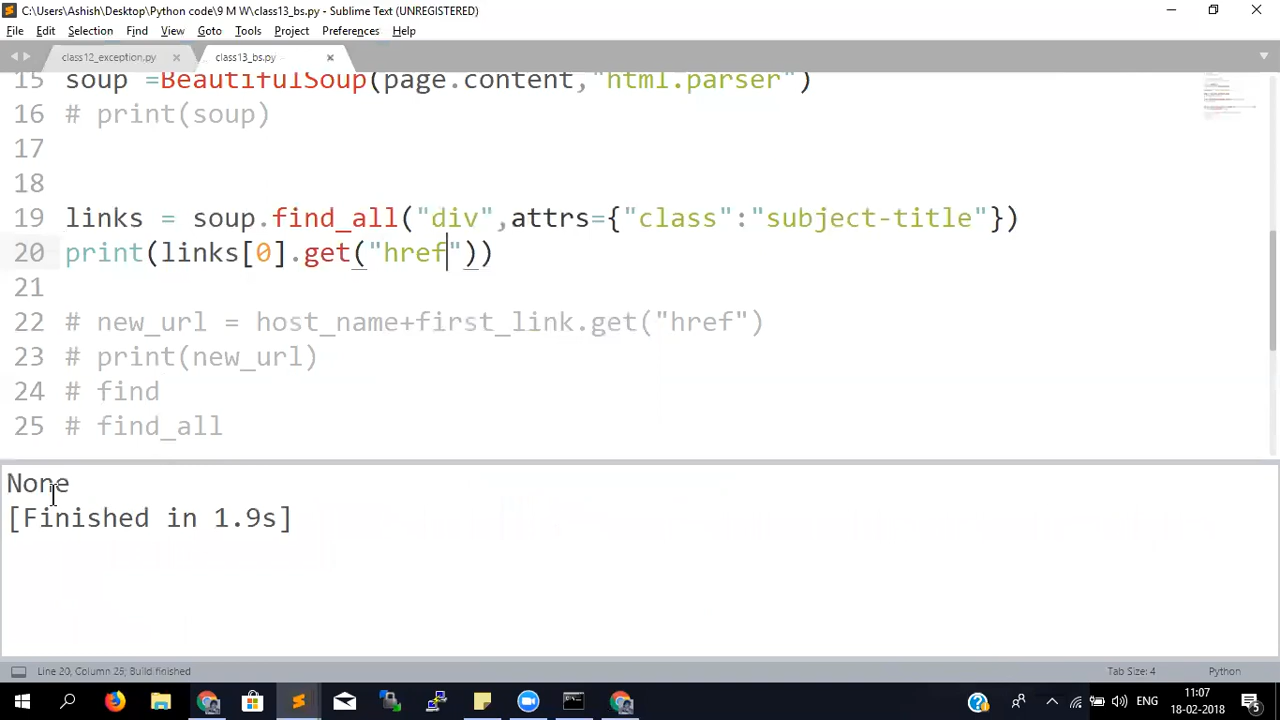 C:\Users\Ashish\Desktop\Python code\9 M W\class13_bs.py - Sublime Text (UNREGISTERED)
File Edit Selection Find View Goto Tools Project Preferences Help
class12_exception.py class13_bs.py
15 soup =BeautifulSoup(page.content,"html.parser")
16 # print(soup)
17
18
19 links = soup.find_all("div",attrs={"class":"subject-title"})
20 print(links[0].get("href"))
21
22 # new_url = host_name+first_link.get("href")
23 # print(new_url)
24 # find
25 # find_all
None
[Finished in 1.9s]
Line 20, Column 25; Build finished Tab Size: 4 Python
ENG 11:07
18-02-2018 5